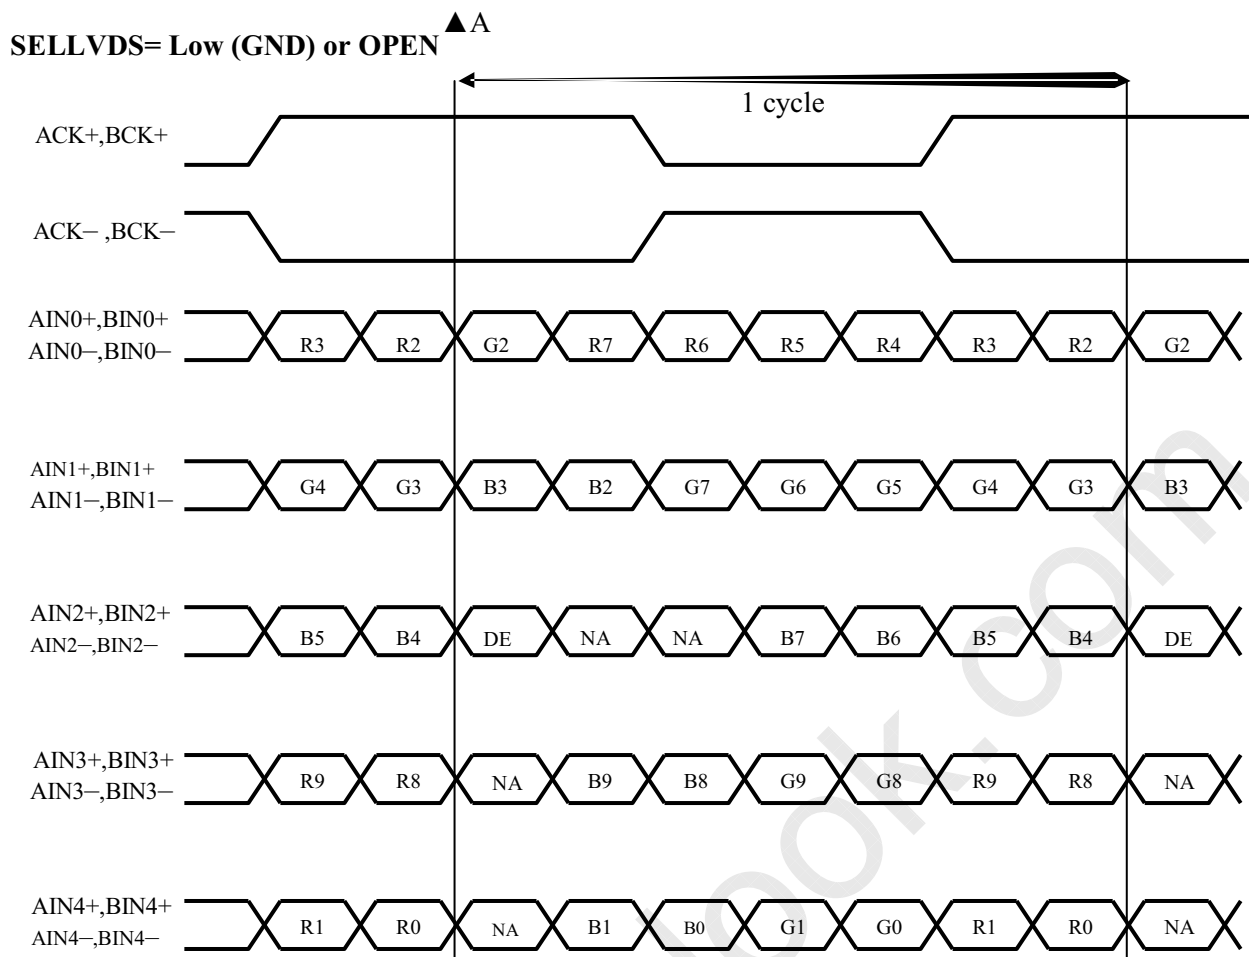 ▲A
SELLVDS= Low (GND) or OPEN
1 cycle
ACK+,BCK+
ACK− ,BCK−
AIN0+,BIN0+
AIN0−,BIN0−
R3 R2 G2 R7 R6 R5 R4 R3 R2 G2
AIN1+,BIN1+
AIN1−,BIN1−
G4 G3 B3 B2 G7 G6 G5 G4 G3 B3
AIN2+,BIN2+
AIN2−,BIN2−
B5 B4 DE NA NA B7 B6 B5 B4 DE
AIN3+,BIN3+
AIN3−,BIN3−
R9 R8 NA B9 B8 G9 G8 R9 R8 NA
AIN4+,BIN4+
AIN4−,BIN4−
R1 R0 NA B1 B0 G1 G0 R1 R0 NA
look.com